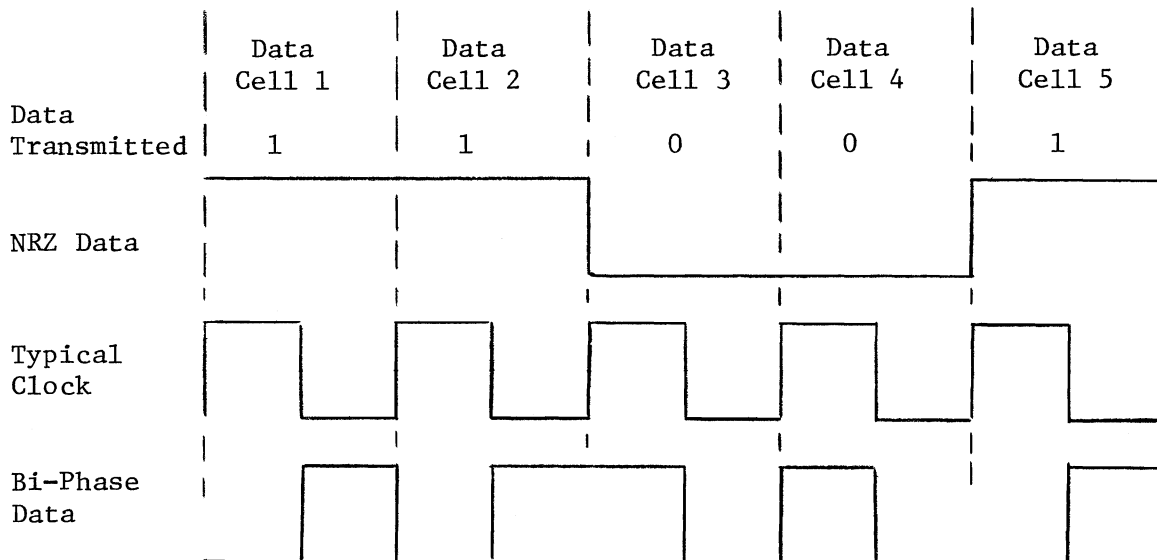 Data Data Data Data Data
Cell 1 Cell 2 Cell 3 Cell 4 Cell 5
Data
Transmitted 1 1 0 0 1
NRZ Data
Typical
Clock
Bi-Phase
Data